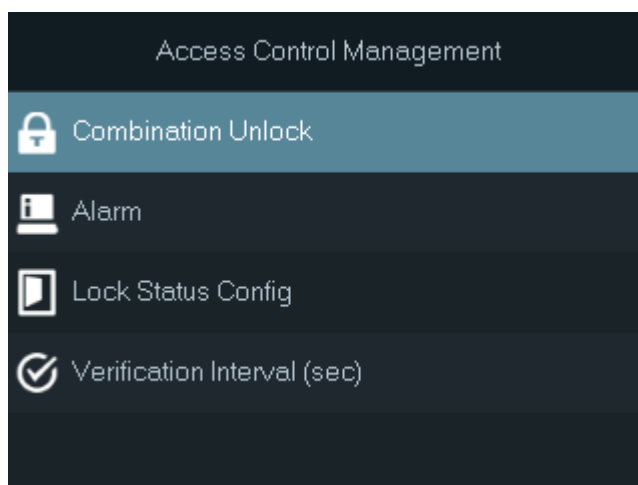 Access Control Management
Combination Unlock
Alarm
Lock Status Config
Verification Interval (sec)